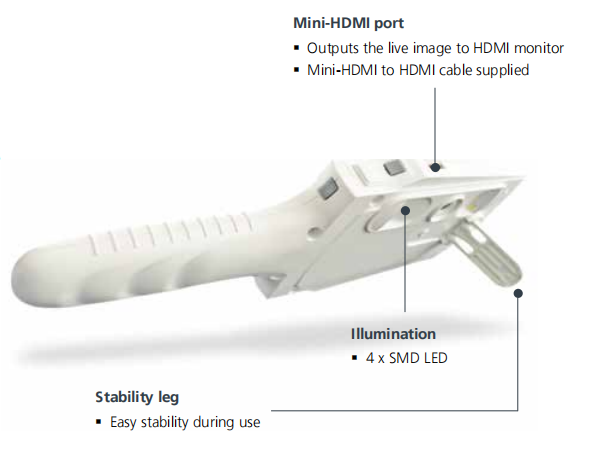 Mini-HDMI port
▪ Outputs the live image to HDMI monitor
▪ Mini-HDMI to HDMI cable supplied
Illumination
▪ 4 x SMD LED
Stability leg
▪ Easy stability during use